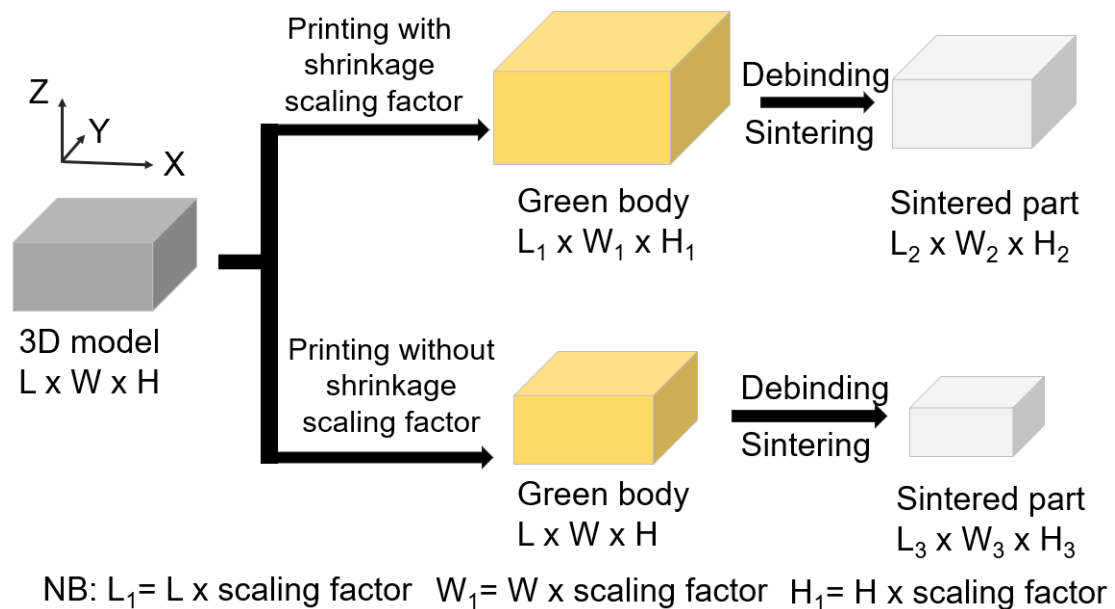 Z
Y
X
3D model
L x W x H
Printing with
shrinkage
scaling factor
Green body
L₁ x W₁ x H₁
Debinding
Sintering
Sintered part
L₂ x W₂ x H₂
Printing without
shrinkage
scaling factor
Green body
L x W x H
Debinding
Sintering
Sintered part
L₃ x W₃ x H₃
NB: L₁= L x scaling factor W₁= W x scaling factor H₁= H x scaling factor